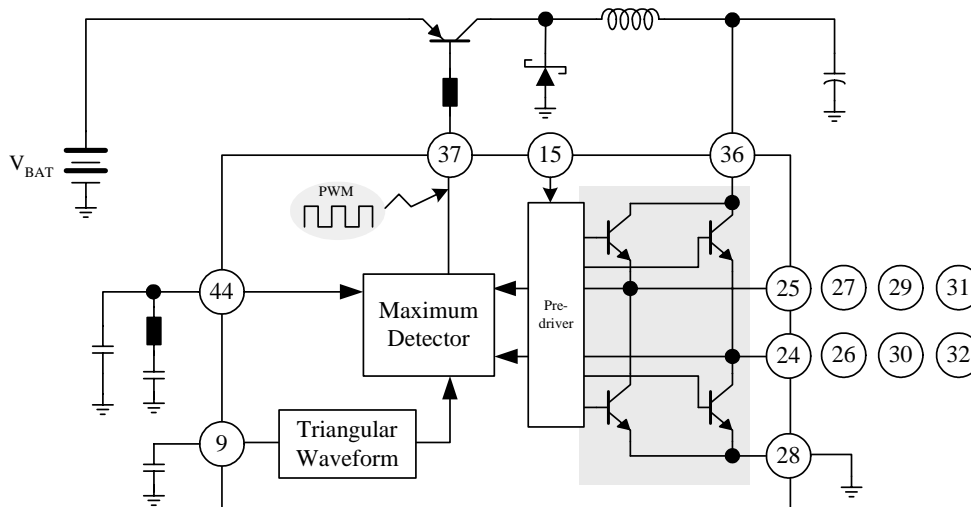 37
15
36
V_BAT
PWM
44
Maximum
Detector
Pre-
driver
25
27
29
31
24
26
30
32
9
Triangular
Waveform
28